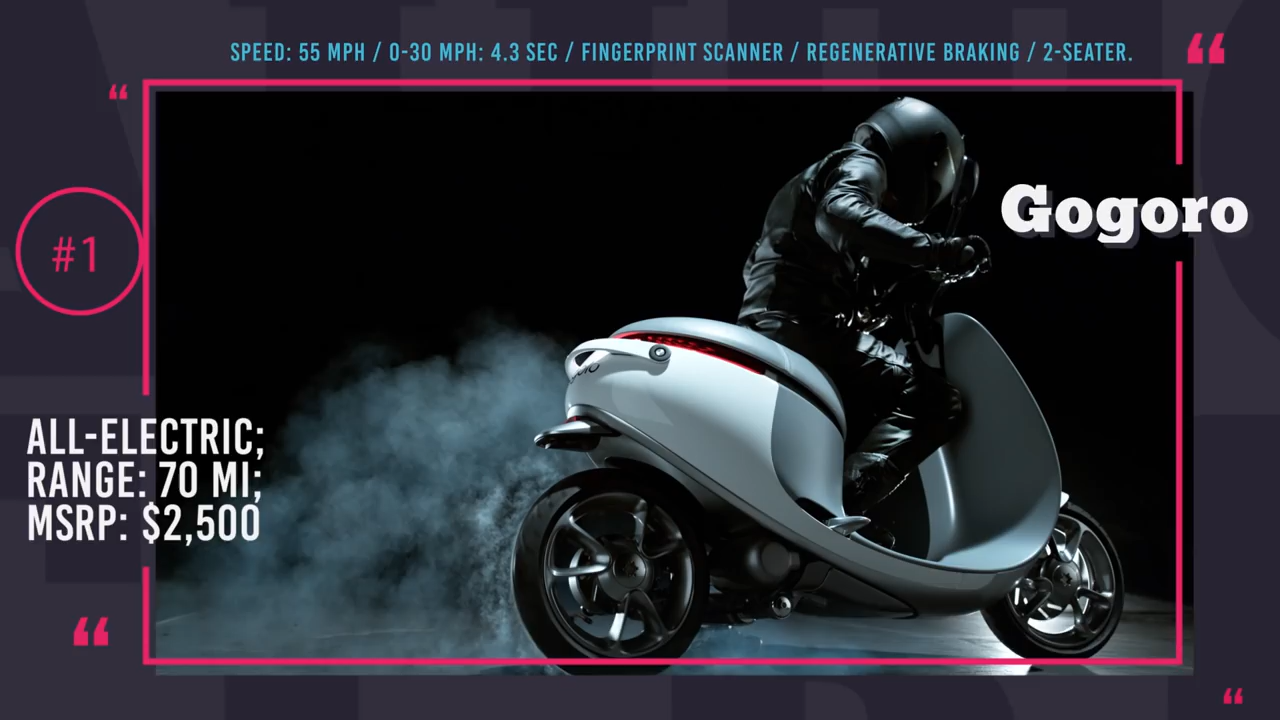 SPEED: 55 MPH / 0-30 MPH: 4.3 SEC / FINGERPRINT SCANNER / REGENERATIVE BRAKING / 2-SEATER.
Gogoro
#1
ALL-ELECTRIC;
RANGE: 70 MI;
MSRP: $2,500